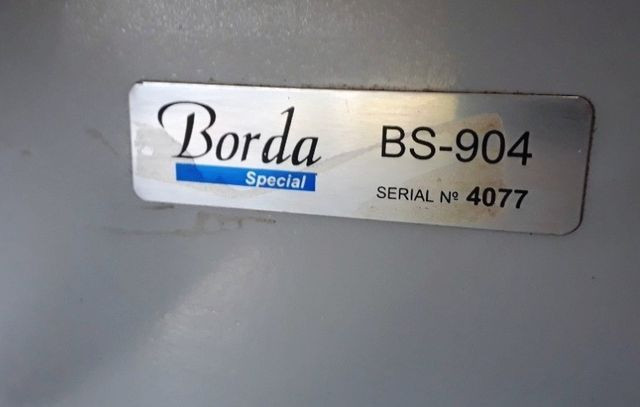 Borda
Special
BS-904
SERIAL Nº 4077